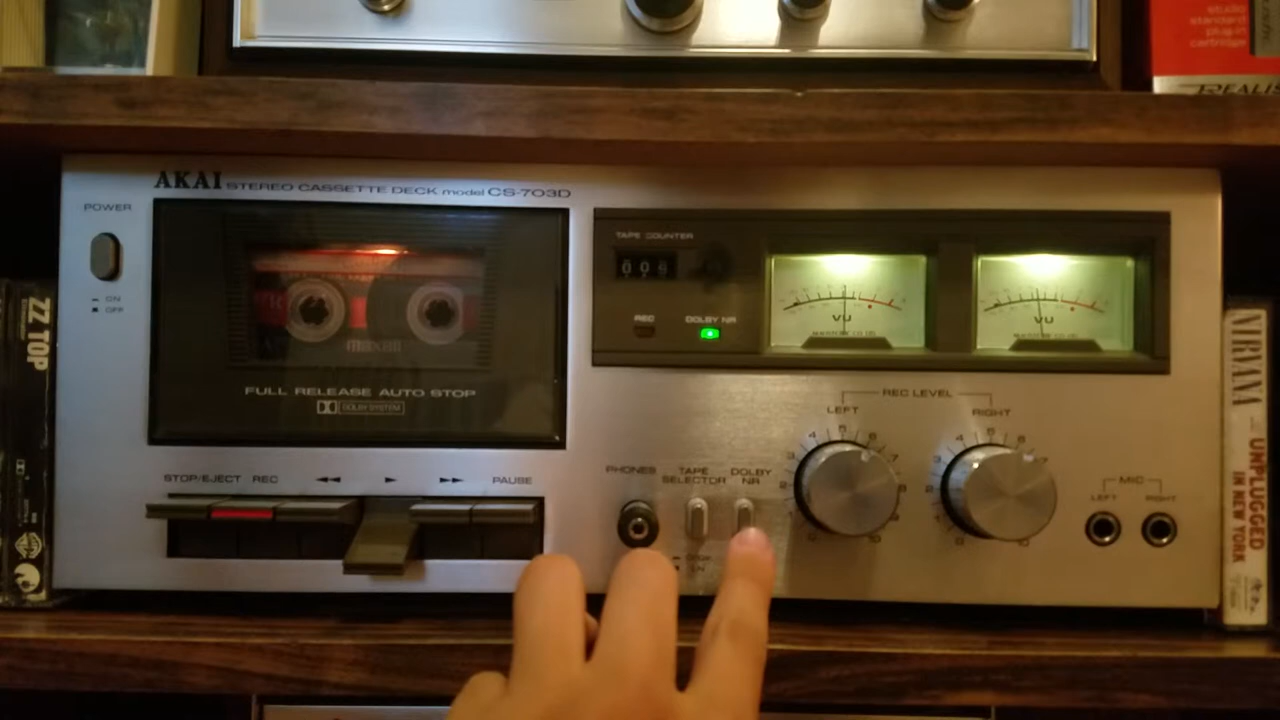 studio
standard
plug-in
cartridge
REALIS
AKAI STEREO CASSETTE DECK model CS-703D
POWER
ON
OFF
TAPE COUNTER
REC
DOLBY NR
VU
VU
maxell
FULL RELEASE AUTO STOP
DOLBY SYSTEM
REC LEVEL
LEFT
RIGHT
STOP/EJECT REC ◀◀ ▶ ▶▶ PAUSE
PHONES
TAPE SELECTOR
DOLBY NR
MIC
LEFT
RIGHT
ZZ TOP
NIRVANA
UNPLUGGED
IN NEW YORK